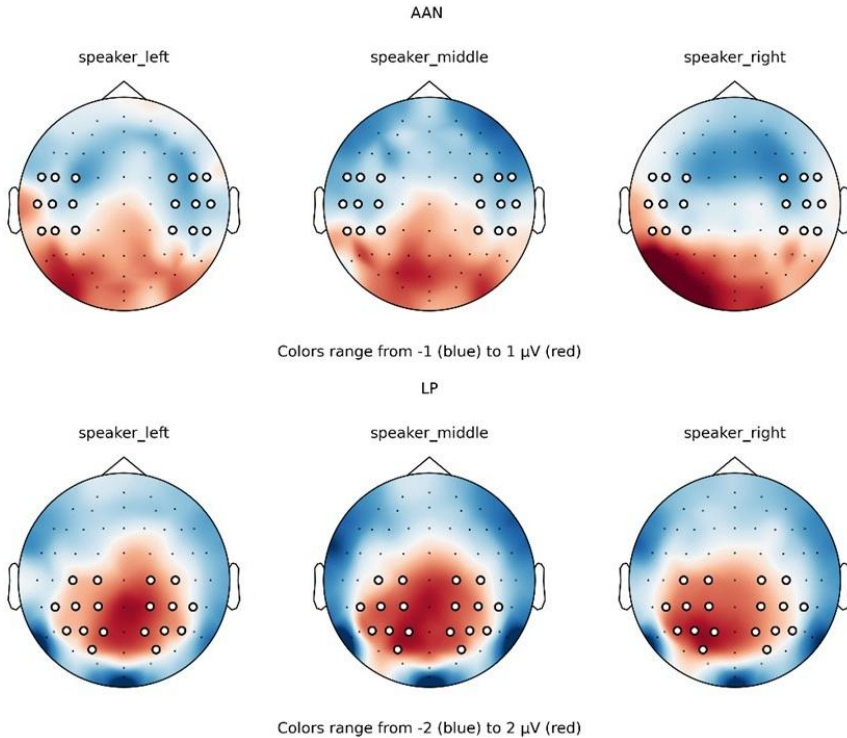 AAN
speaker_left
speaker_middle
speaker_right
Colors range from -1 (blue) to 1 µV (red)
LP
speaker_left
speaker_middle
speaker_right
Colors range from -2 (blue) to 2 µV (red)